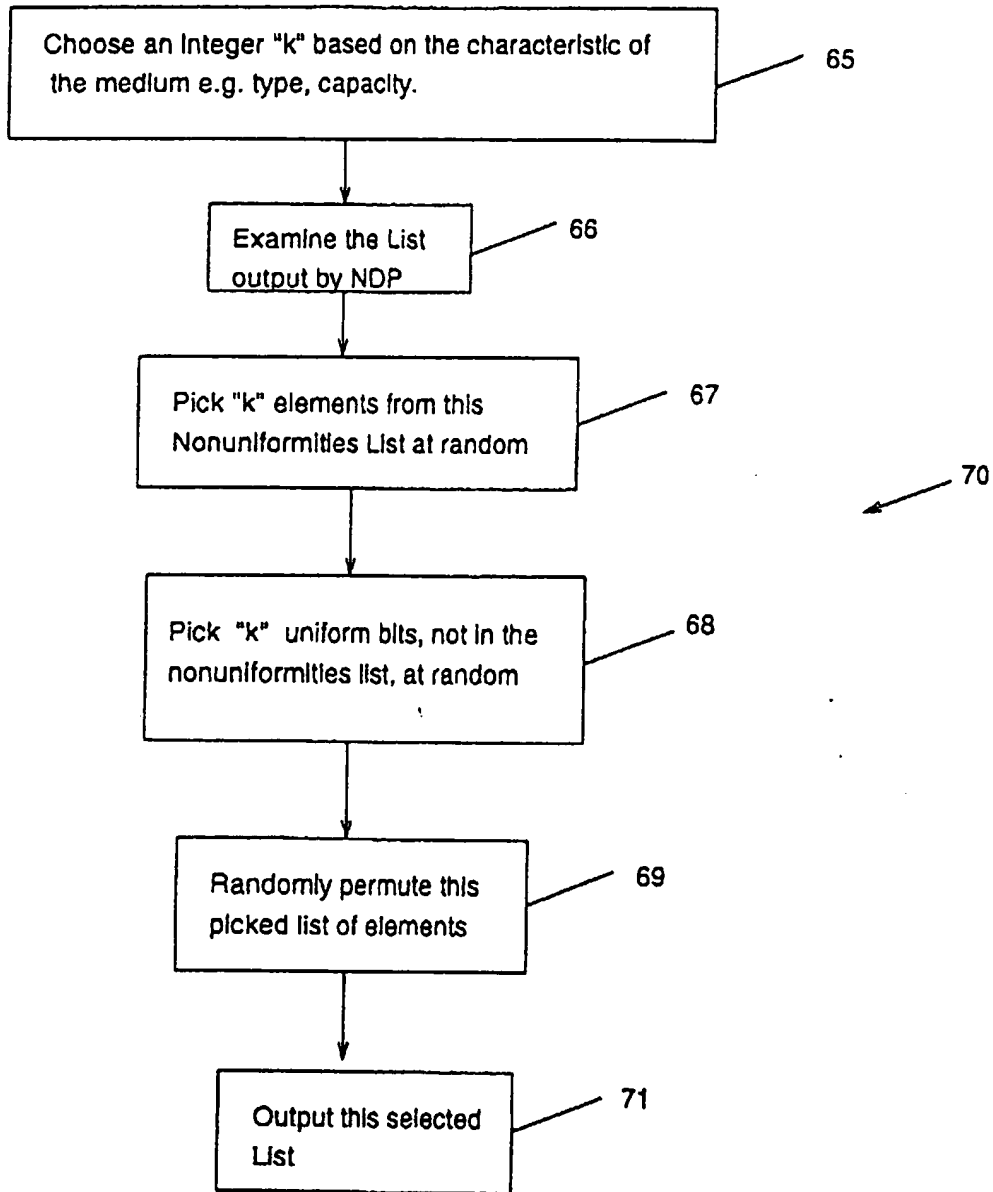 Choose an Integer "k" based on the characteristic of
the medium e.g. type, capacity.
65
Examine the List
output by NDP
66
Pick "k" elements from this
Nonuniformities List at random
67
70
Pick "k" uniform bits, not in the
nonuniformities list, at random
68
Randomly permute this
picked list of elements
69
Output this selected
List
71